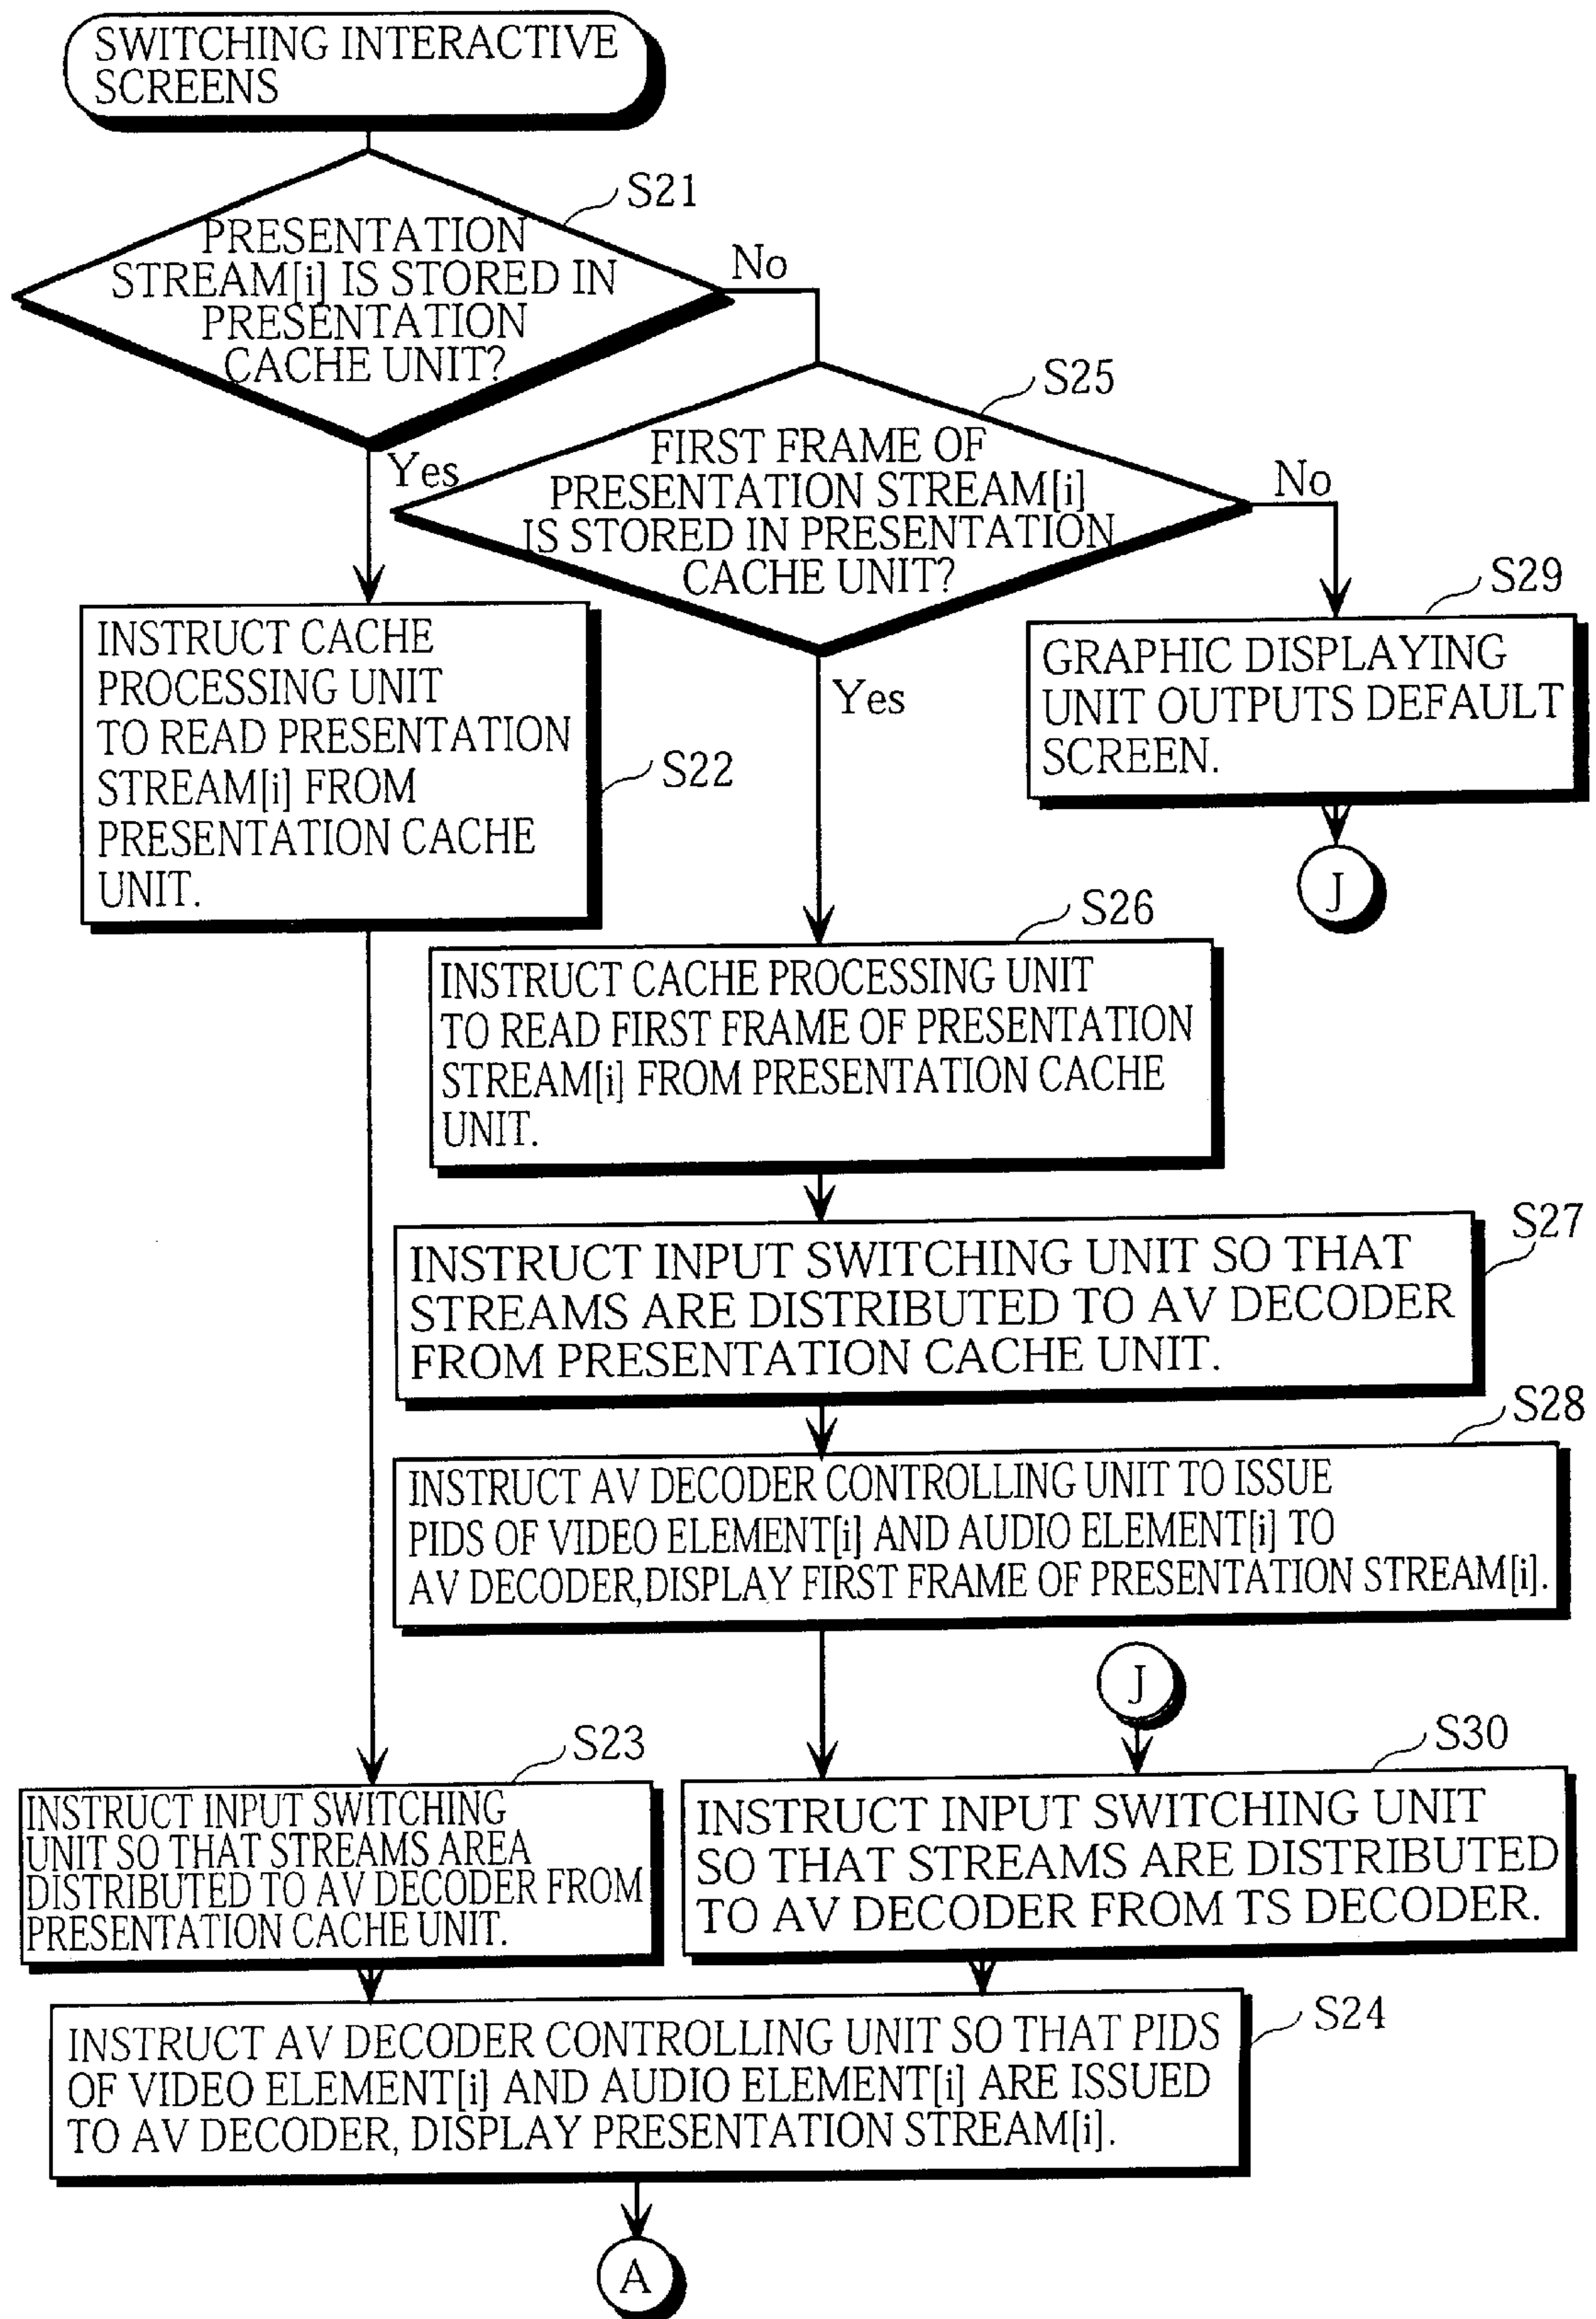 SWITCHING INTERACTIVE
SCREENS
S21
PRESENTATION
STREAM[i] IS STORED IN
PRESENTATION
CACHE UNIT?
No
Yes
S25
FIRST FRAME OF
PRESENTATION STREAM[i]
IS STORED IN PRESENTATION
CACHE UNIT?
No
Yes
S29
GRAPHIC DISPLAYING
UNIT OUTPUTS DEFAULT
SCREEN.
J
INSTRUCT CACHE
PROCESSING UNIT
TO READ PRESENTATION
STREAM[i] FROM
PRESENTATION CACHE
UNIT.
S22
S26
INSTRUCT CACHE PROCESSING UNIT
TO READ FIRST FRAME OF PRESENTATION
STREAM[i] FROM PRESENTATION CACHE
UNIT.
S27
INSTRUCT INPUT SWITCHING UNIT SO THAT
STREAMS ARE DISTRIBUTED TO AV DECODER
FROM PRESENTATION CACHE UNIT.
S28
INSTRUCT AV DECODER CONTROLLING UNIT TO ISSUE
PIDS OF VIDEO ELEMENT[i] AND AUDIO ELEMENT[i] TO
AV DECODER,DISPLAY FIRST FRAME OF PRESENTATION STREAM[i].
J
S23
INSTRUCT INPUT SWITCHING
UNIT SO THAT STREAMS AREA
DISTRIBUTED TO AV DECODER FROM
PRESENTATION CACHE UNIT.
S30
INSTRUCT INPUT SWITCHING UNIT
SO THAT STREAMS ARE DISTRIBUTED
TO AV DECODER FROM TS DECODER.
S24
INSTRUCT AV DECODER CONTROLLING UNIT SO THAT PIDS
OF VIDEO ELEMENT[i] AND AUDIO ELEMENT[i] ARE ISSUED
TO AV DECODER, DISPLAY PRESENTATION STREAM[i].
A